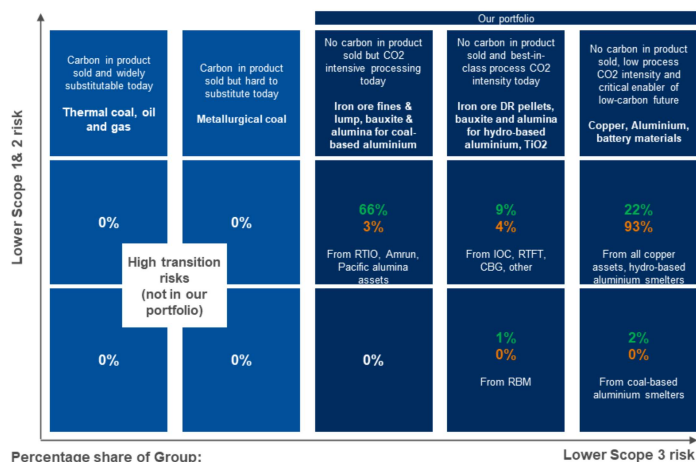 Our portfolio
Carbon in product
sold and widely
substitutable today
Thermal coal, oil
and gas
Carbon in product
sold but hard to
substitute today
Metallurgical coal
No carbon in product
sold but CO2
intensive processing
today
Iron ore fines &
lump, bauxite &
alumina for coal-
based aluminium
No carbon in product
sold and best-in-
class process CO2
intensity today
Iron ore DR pellets,
bauxite and alumina
for hydro-based
aluminium, TiO2
No carbon in product
sold, low process
CO2 intensity and
critical enabler of
low-carbon future
Copper, Aluminium,
battery materials
Lower Scope 1& 2 risk
0%
0%
66%
3%
From RTIO, Amrun,
Pacific alumina
assets
9%
4%
From IOC, RTFT,
CBG, other
22%
93%
From all copper
assets, hydro-based
aluminium smelters
High transition
risks
(not in our
portfolio)
0%
0%
0%
1%
0%
From RBM
2%
0%
From coal-based
aluminium smelters
Percentage share of Group:
Lower Scope 3 risk